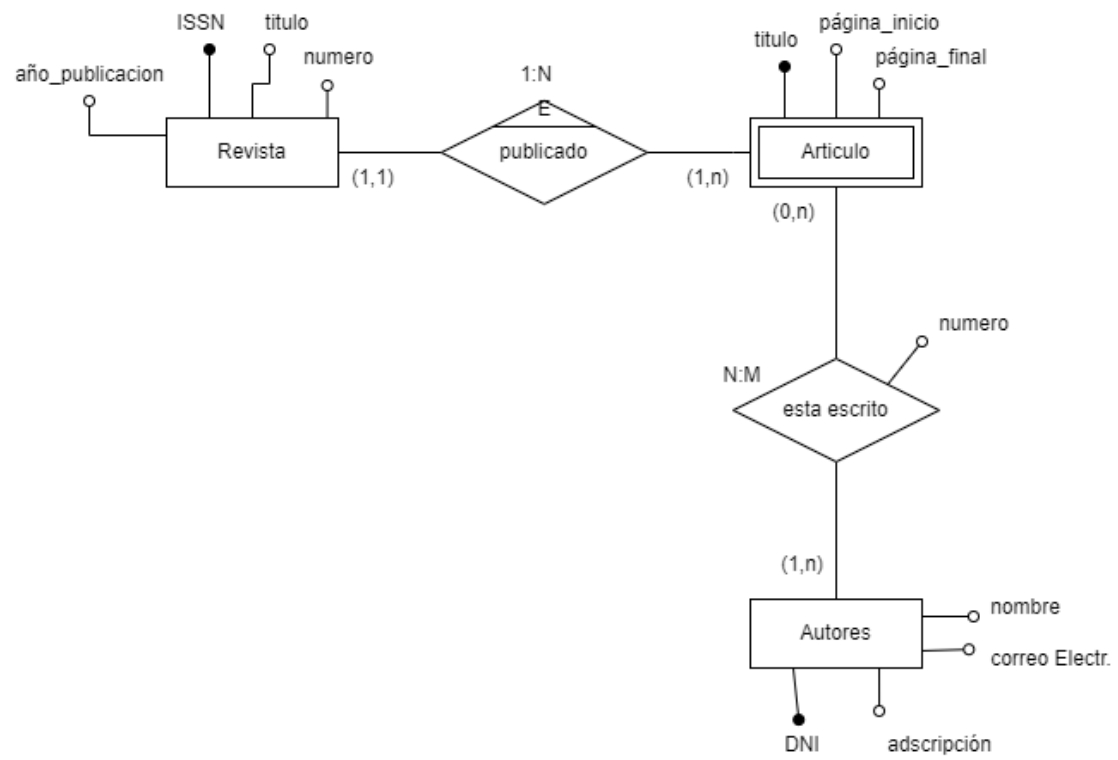 ISSN
titulo
numero
año_publicacion
Revista
(1,1)
1:N
E
publicado
(1,n)
titulo
página_inicio
página_final
Articulo
(0,n)
numero
N:M
esta escrito
(1,n)
Autores
nombre
correo Electr.
DNI
adscripción